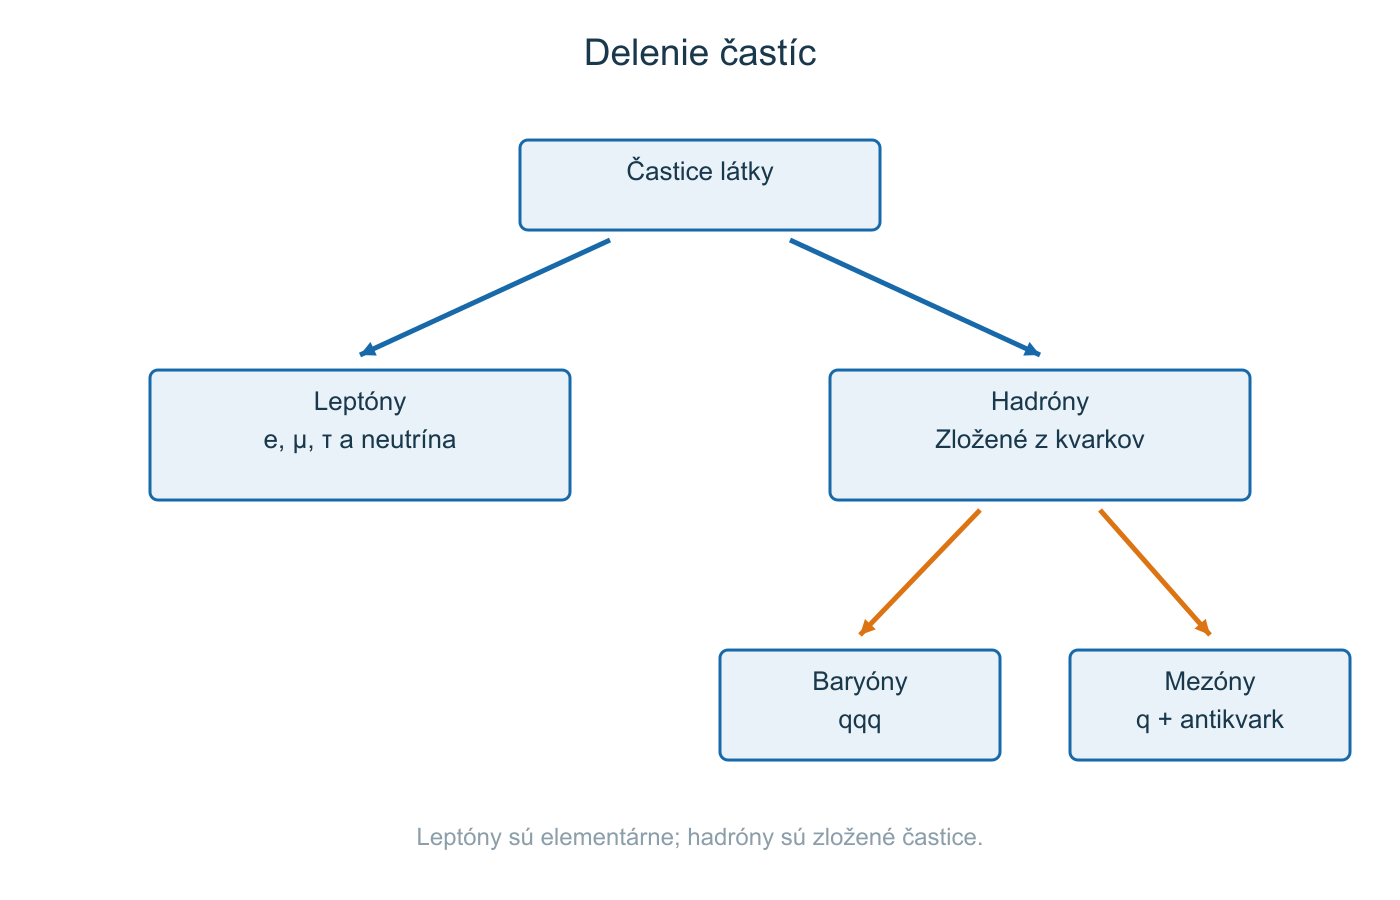 Delenie častíc
Častice látky
Leptóny
e, μ, τ a neutrína
Hadróny
Zložené z kvarkov
Baryóny
qqq
Mezóny
q + antikvark
Leptóny sú elementárne; hadróny sú zložené častice.